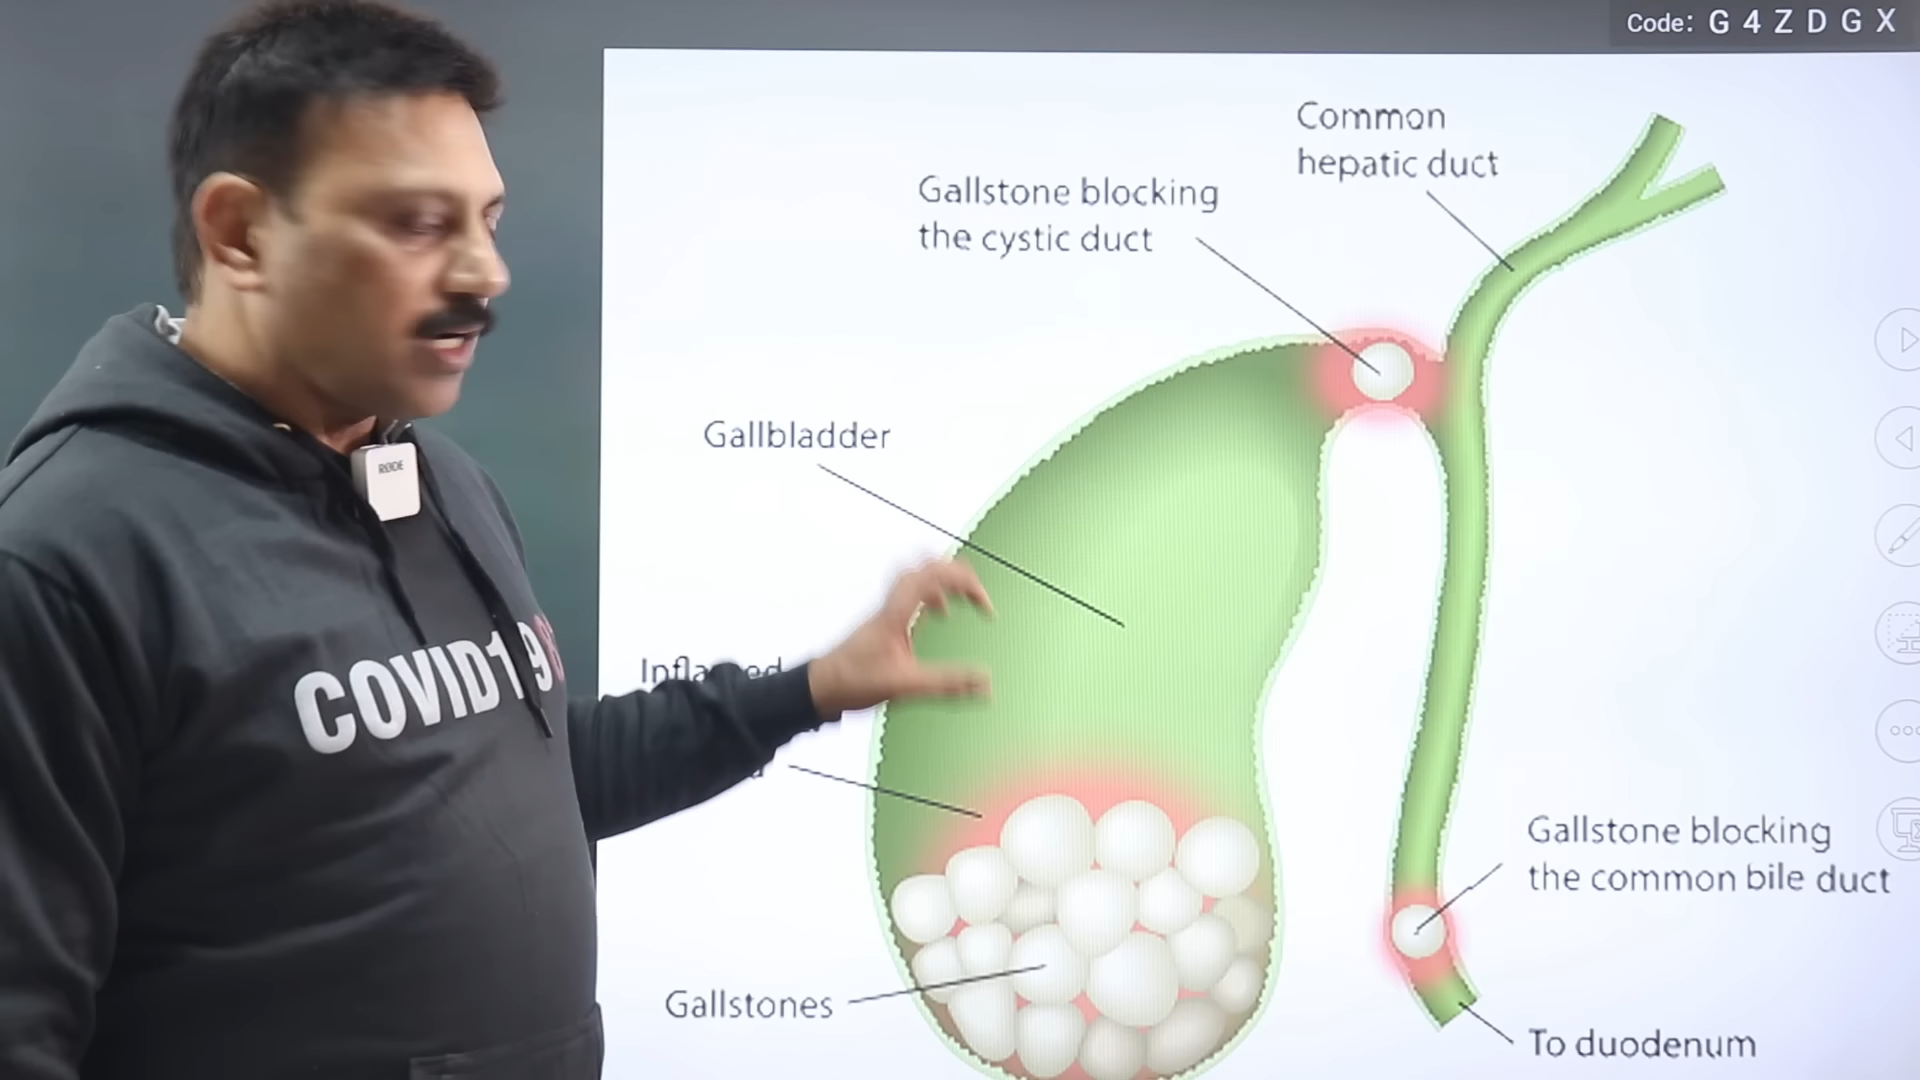 Code: G 4 Z D G X
Common
hepatic duct
Gallstone blocking
the cystic duct
Gallbladder
RØDE
COVID19
Gallstone blocking
the common bile duct
Gallstones
To duodenum